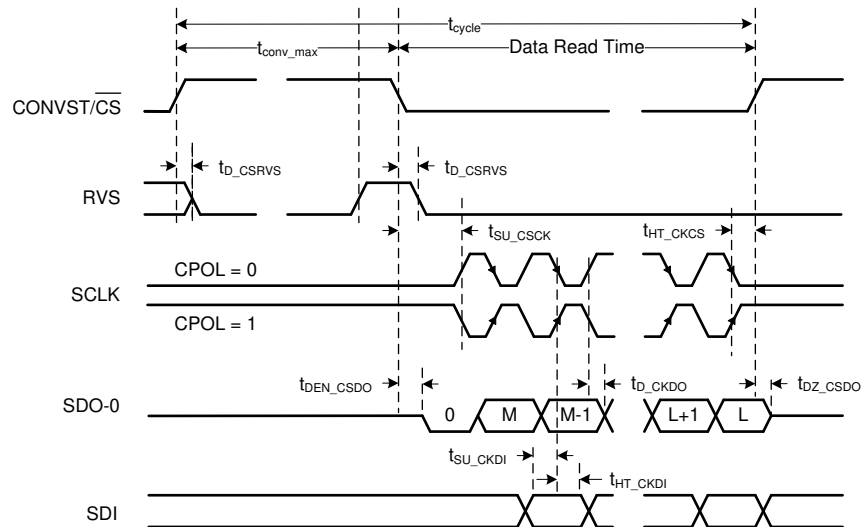 tcycle
tconv_max
Data Read Time
CONVST/CS
tD_CSRVS
tD_CSRVS
RVS
tSU_CSCK
tHT_CKCS
CPOL = 0
SCLK
CPOL = 1
tDEN_CSDO
tD_CKDO
tDZ_CSDO
SDO-0
0 M M-1 L+1 L
tSU_CKDI
tHT_CKDI
SDI